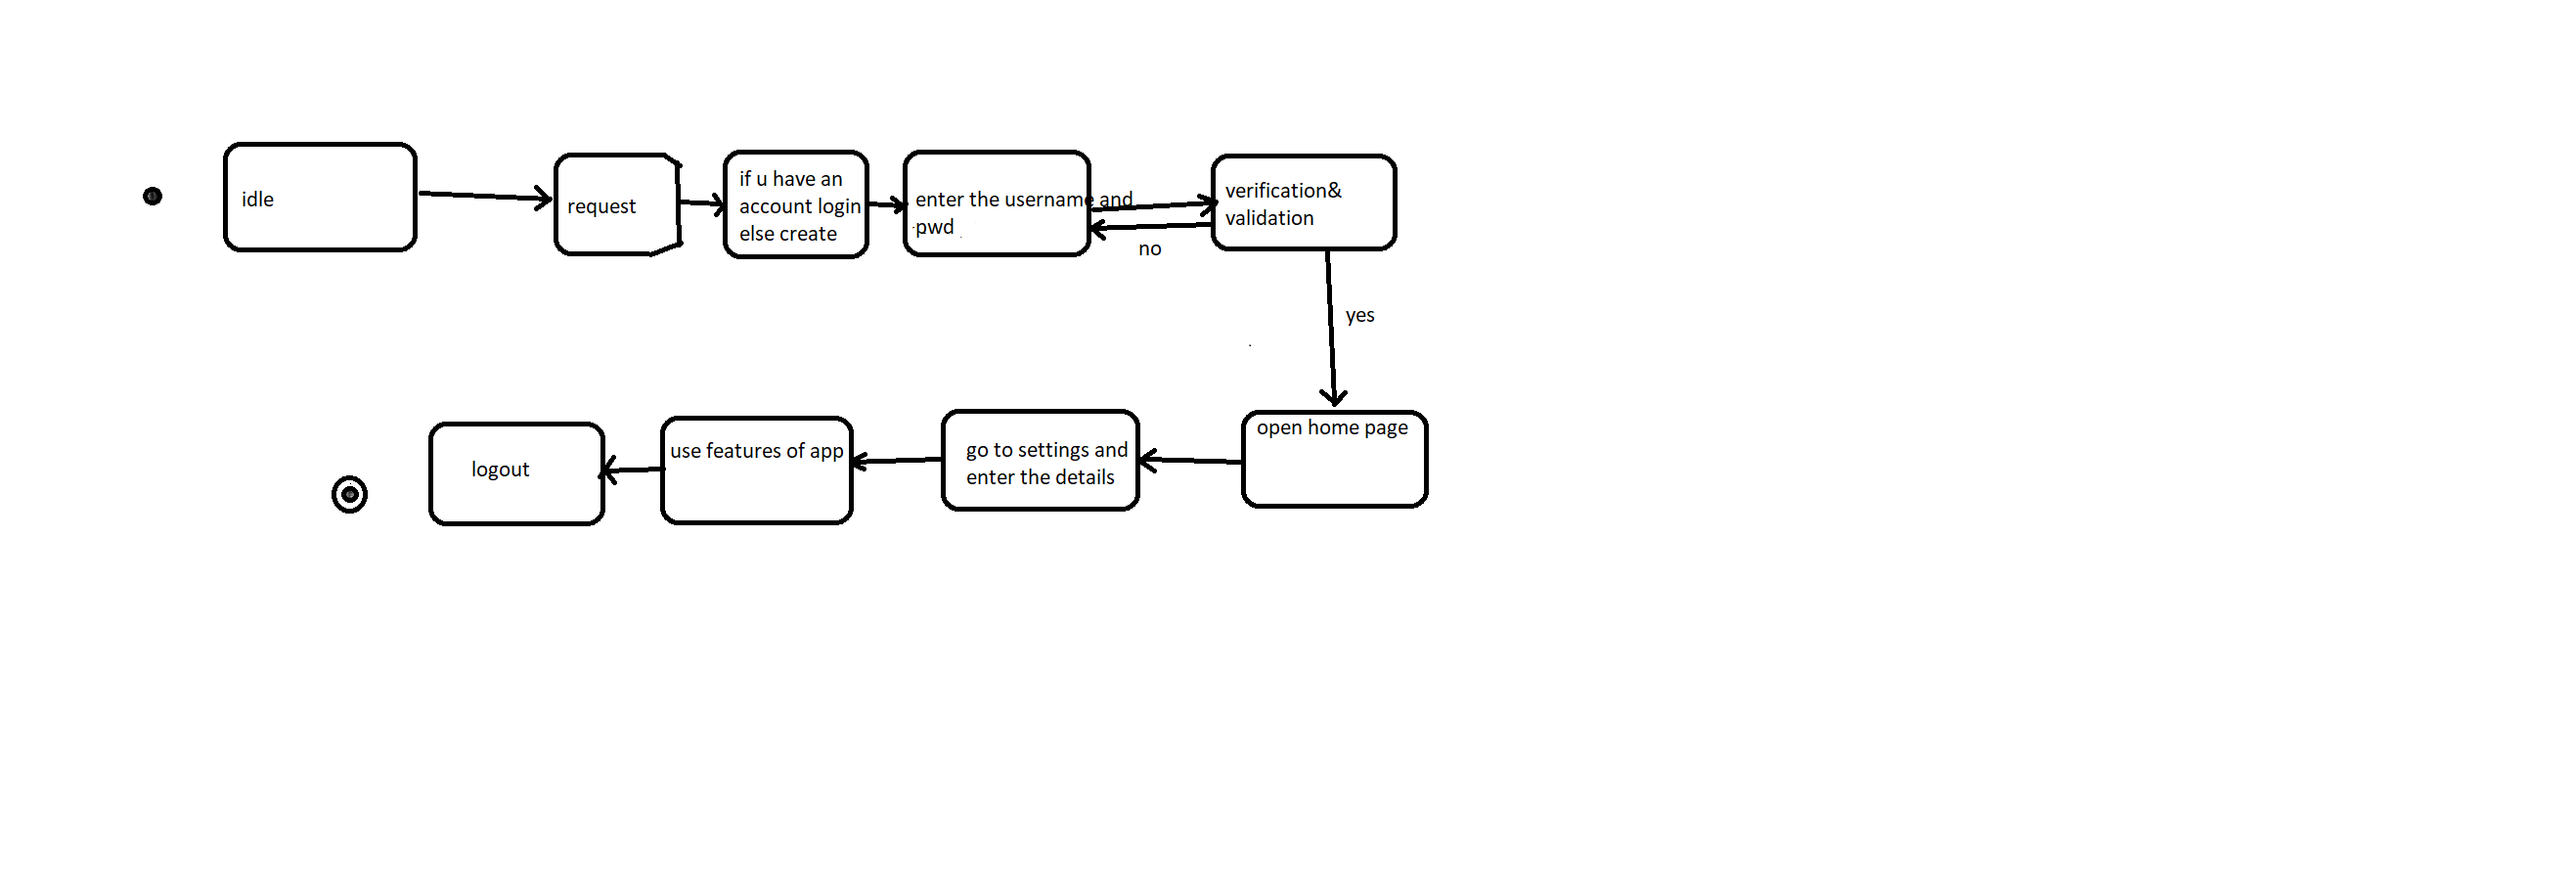 idle
request
if u have an
account login
else create
enter the username and
pwd
verification&
validation
no
yes
logout
use features of app
go to settings and
enter the details
open home page